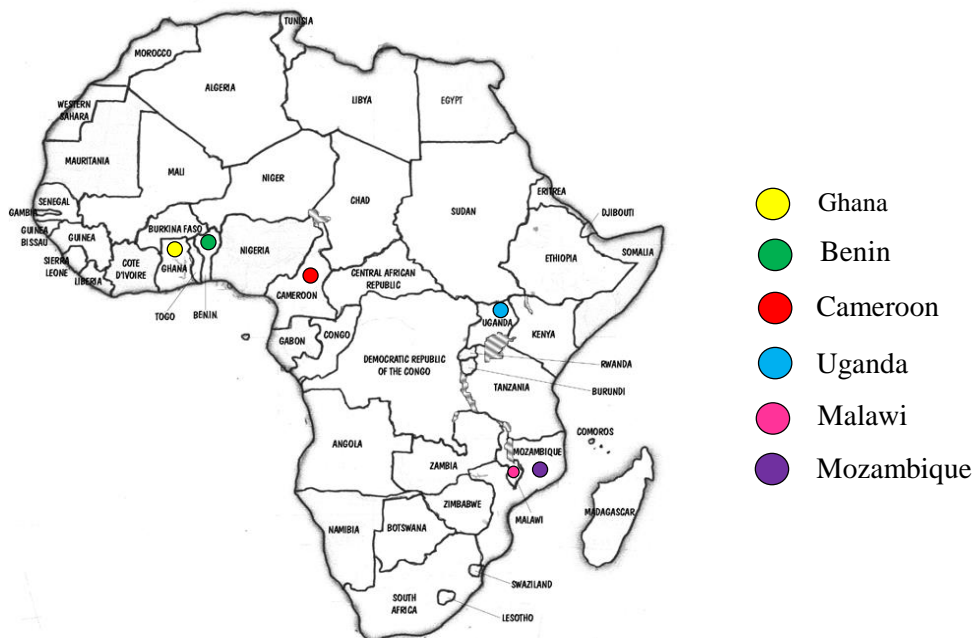 TUNISIA
MOROCCO
ALGERIA
LIBYA
EGYPT
WESTERN
SAHARA
MAURITANIA
MALI
NIGER
CHAD
SUDAN
ERITREA
DJIBOUTI
SENEGAL
GAMBIA
GUINEA
BISSAU
GUINEA
SIERRA
LEONE
LIBERIA
COTE
D'IVOIRE
BURKINA FASO
GHANA
TOGO
BENIN
NIGERIA
CAMEROON
CENTRAL AFRICAN
REPUBLIC
ETHIOPIA
SOMALIA
UGANDA
KENYA
GABON
CONGO
DEMOCRATIC REPUBLIC
OF THE CONGO
RWANDA
BURUNDI
TANZANIA
COMOROS
ANGOLA
ZAMBIA
MOZAMBIQUE
MALAWI
MADAGASCAR
ZIMBABWE
NAMIBIA
BOTSWANA
SWAZILAND
SOUTH
AFRICA
LESOTHO
Ghana
Benin
Cameroon
Uganda
Malawi
Mozambique